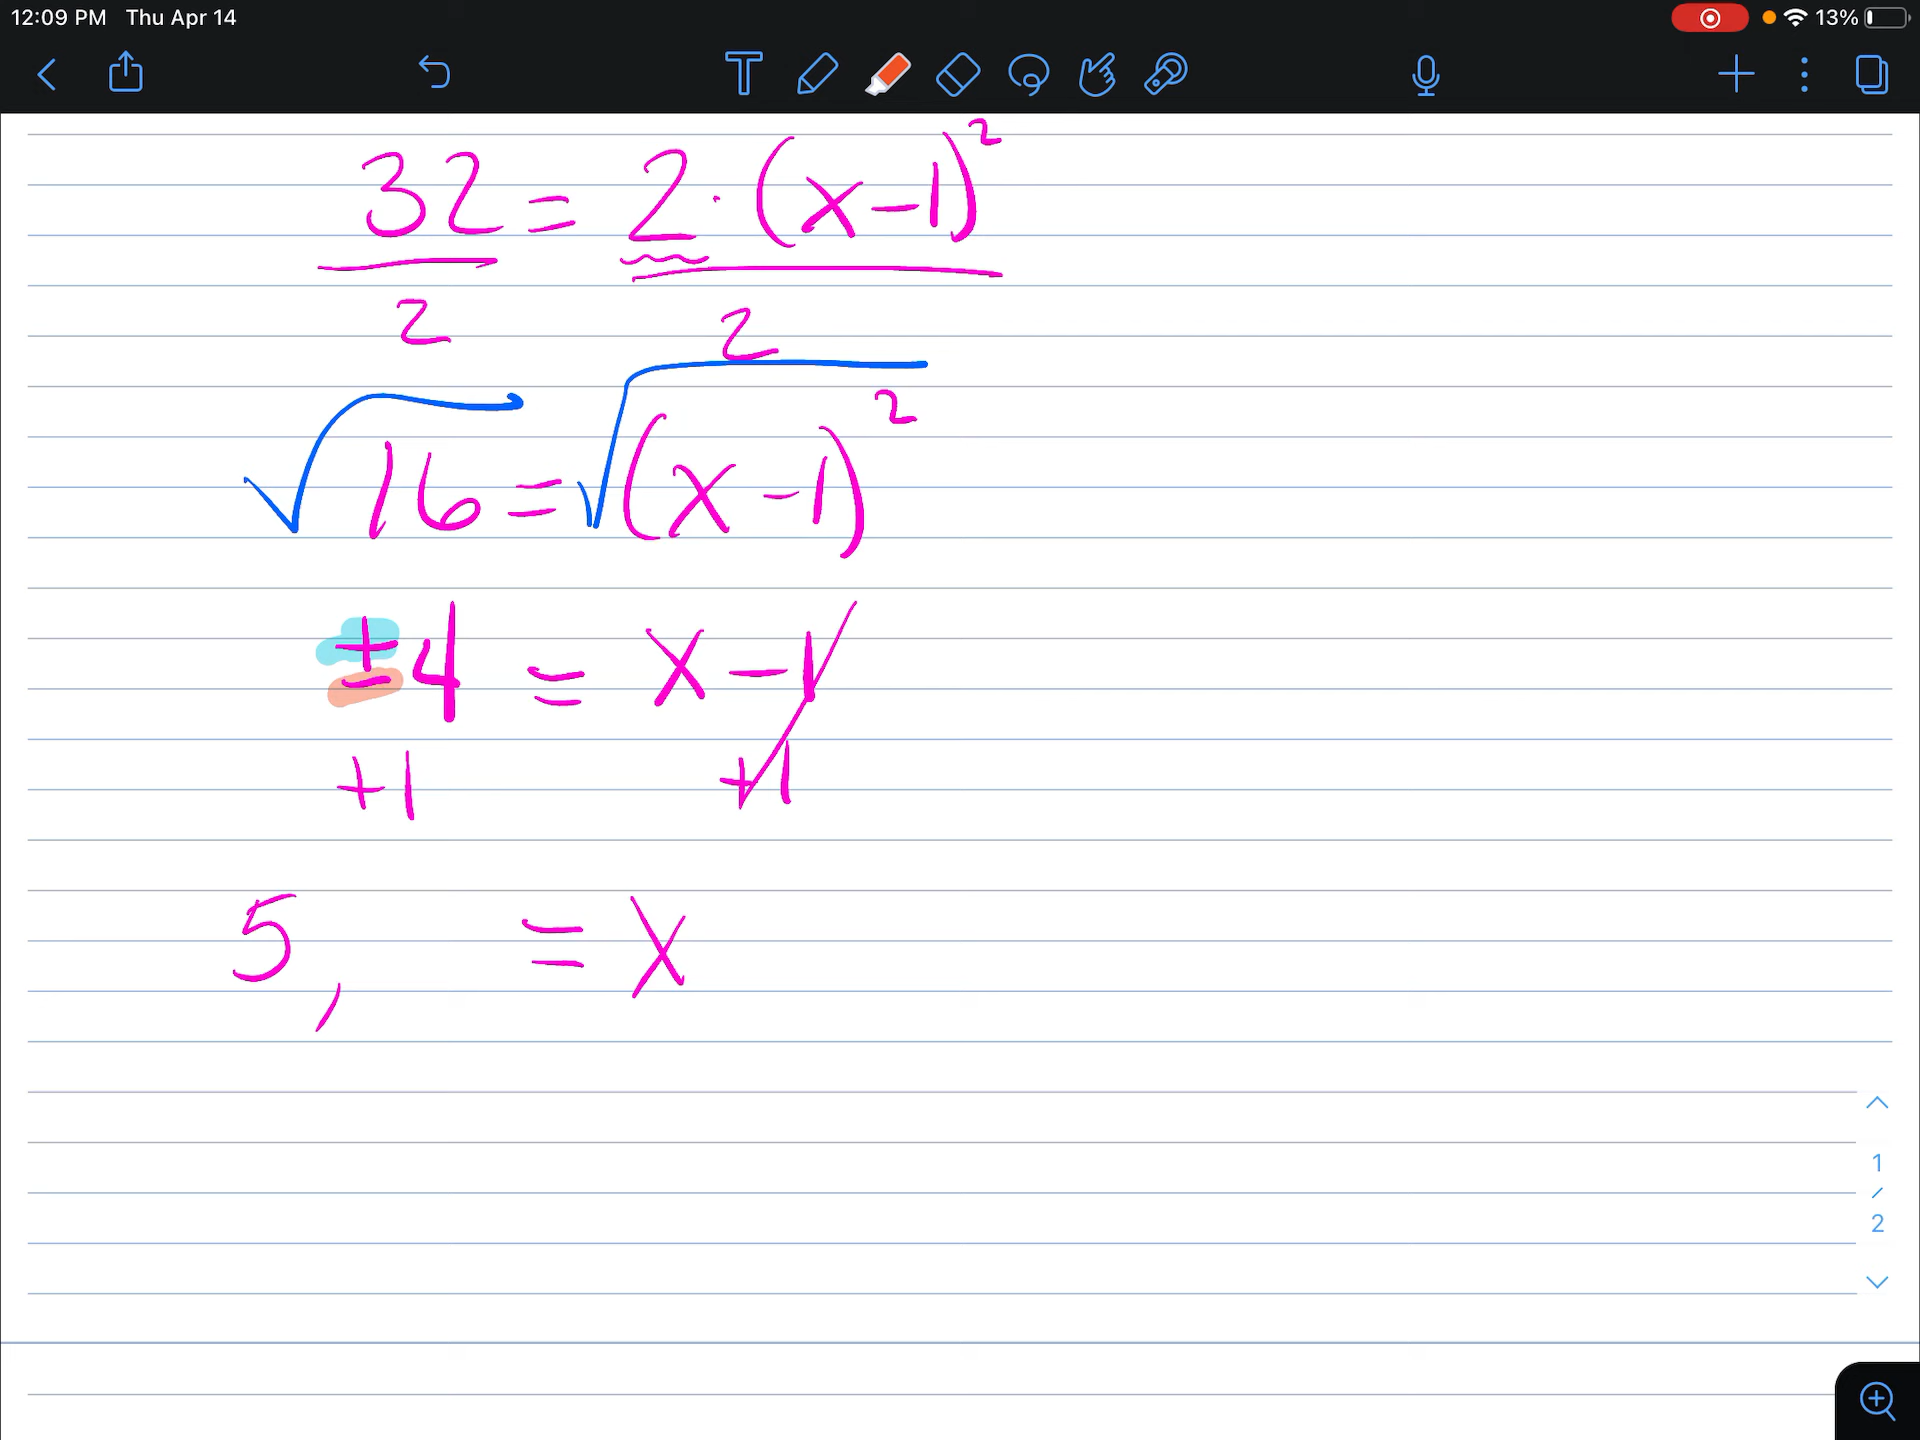 12:09 PM Thu Apr 14
13%
T
32 = 2 · (x-1)²
2 2
√16 = √(x-1)²
±4 = x-1
+1 +1
5, = x
1
/
2